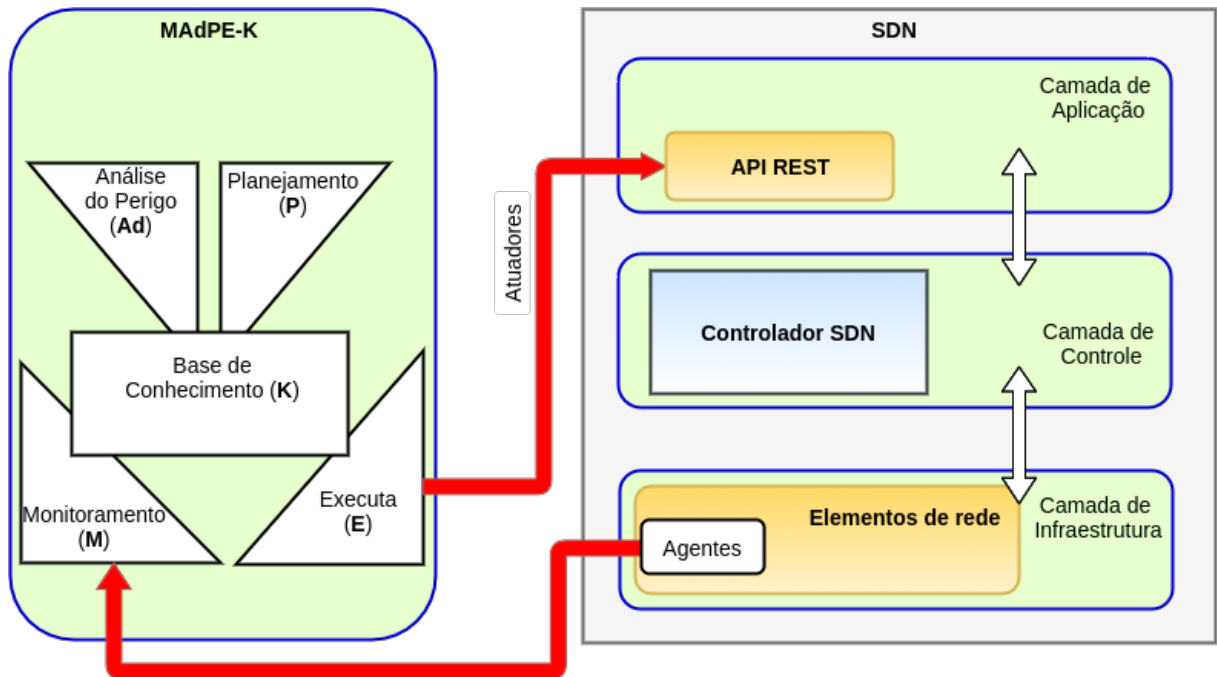 MAdPE-K
Análise
do Perigo
(Ad)
Planejamento
(P)
Base de
Conhecimento (K)
Monitoramento
(M)
Executa
(E)
Atuadores
SDN
Camada de
Aplicação
API REST
Controlador SDN
Camada de
Controle
Elementos de rede
Agentes
Camada de
Infraestrutura